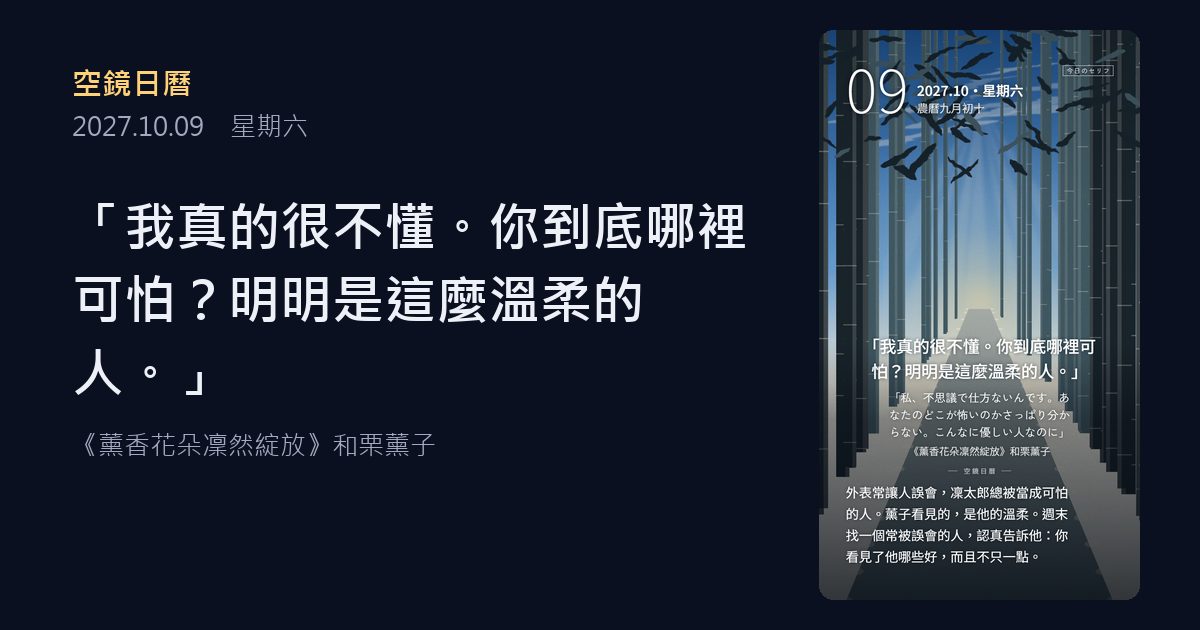 空鏡日曆
2027.10.09 星期六
「我真的很不懂。你到底哪裡
可怕？明明是這麼溫柔的
人。」
《薰香花朵凜然綻放》和栗薰子
09
2027.10・星期六
農曆九月初十
今日のセリフ
「我真的很不懂。你到底哪裡可
怕？明明是這麼溫柔的人。」
「私、不思議で仕方ないんです。あ
なたのどこが怖いのかさっぱり分か
らない。こんなに優しい人なのに」
《薰香花朵凜然綻放》和栗薰子
— 空鏡日曆 —
外表常讓人誤會，凜太郎總被當成可怕
的人。薰子看見的，是他的溫柔。週末
找一個常被誤會的人，認真告訴他：你
看見了他哪些好，而且不只一點。